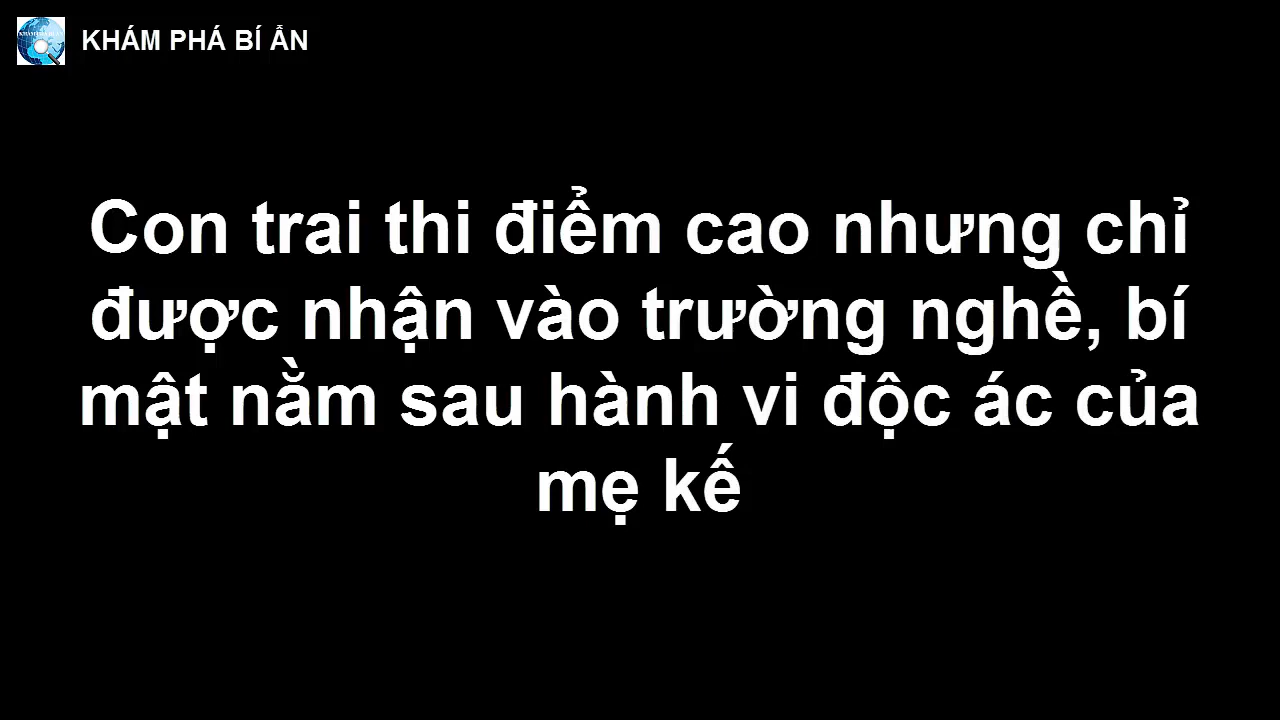 KHÁM PHÁ BÍ ẨN
Con trai thi điểm cao nhưng chỉ
được nhận vào trường nghề, bí
mật nằm sau hành vi độc ác của
mẹ kế